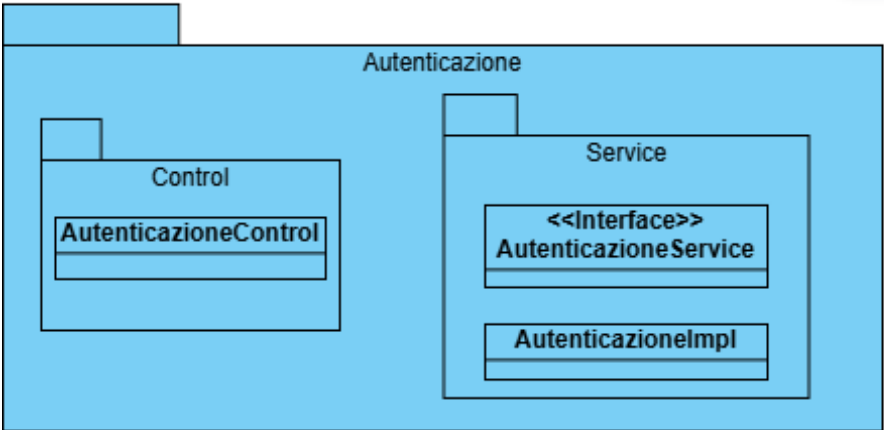 Autenticazione
Control
AutenticazioneControl
Service
<<Interface>>
AutenticazioneService
AutenticazioneImpl